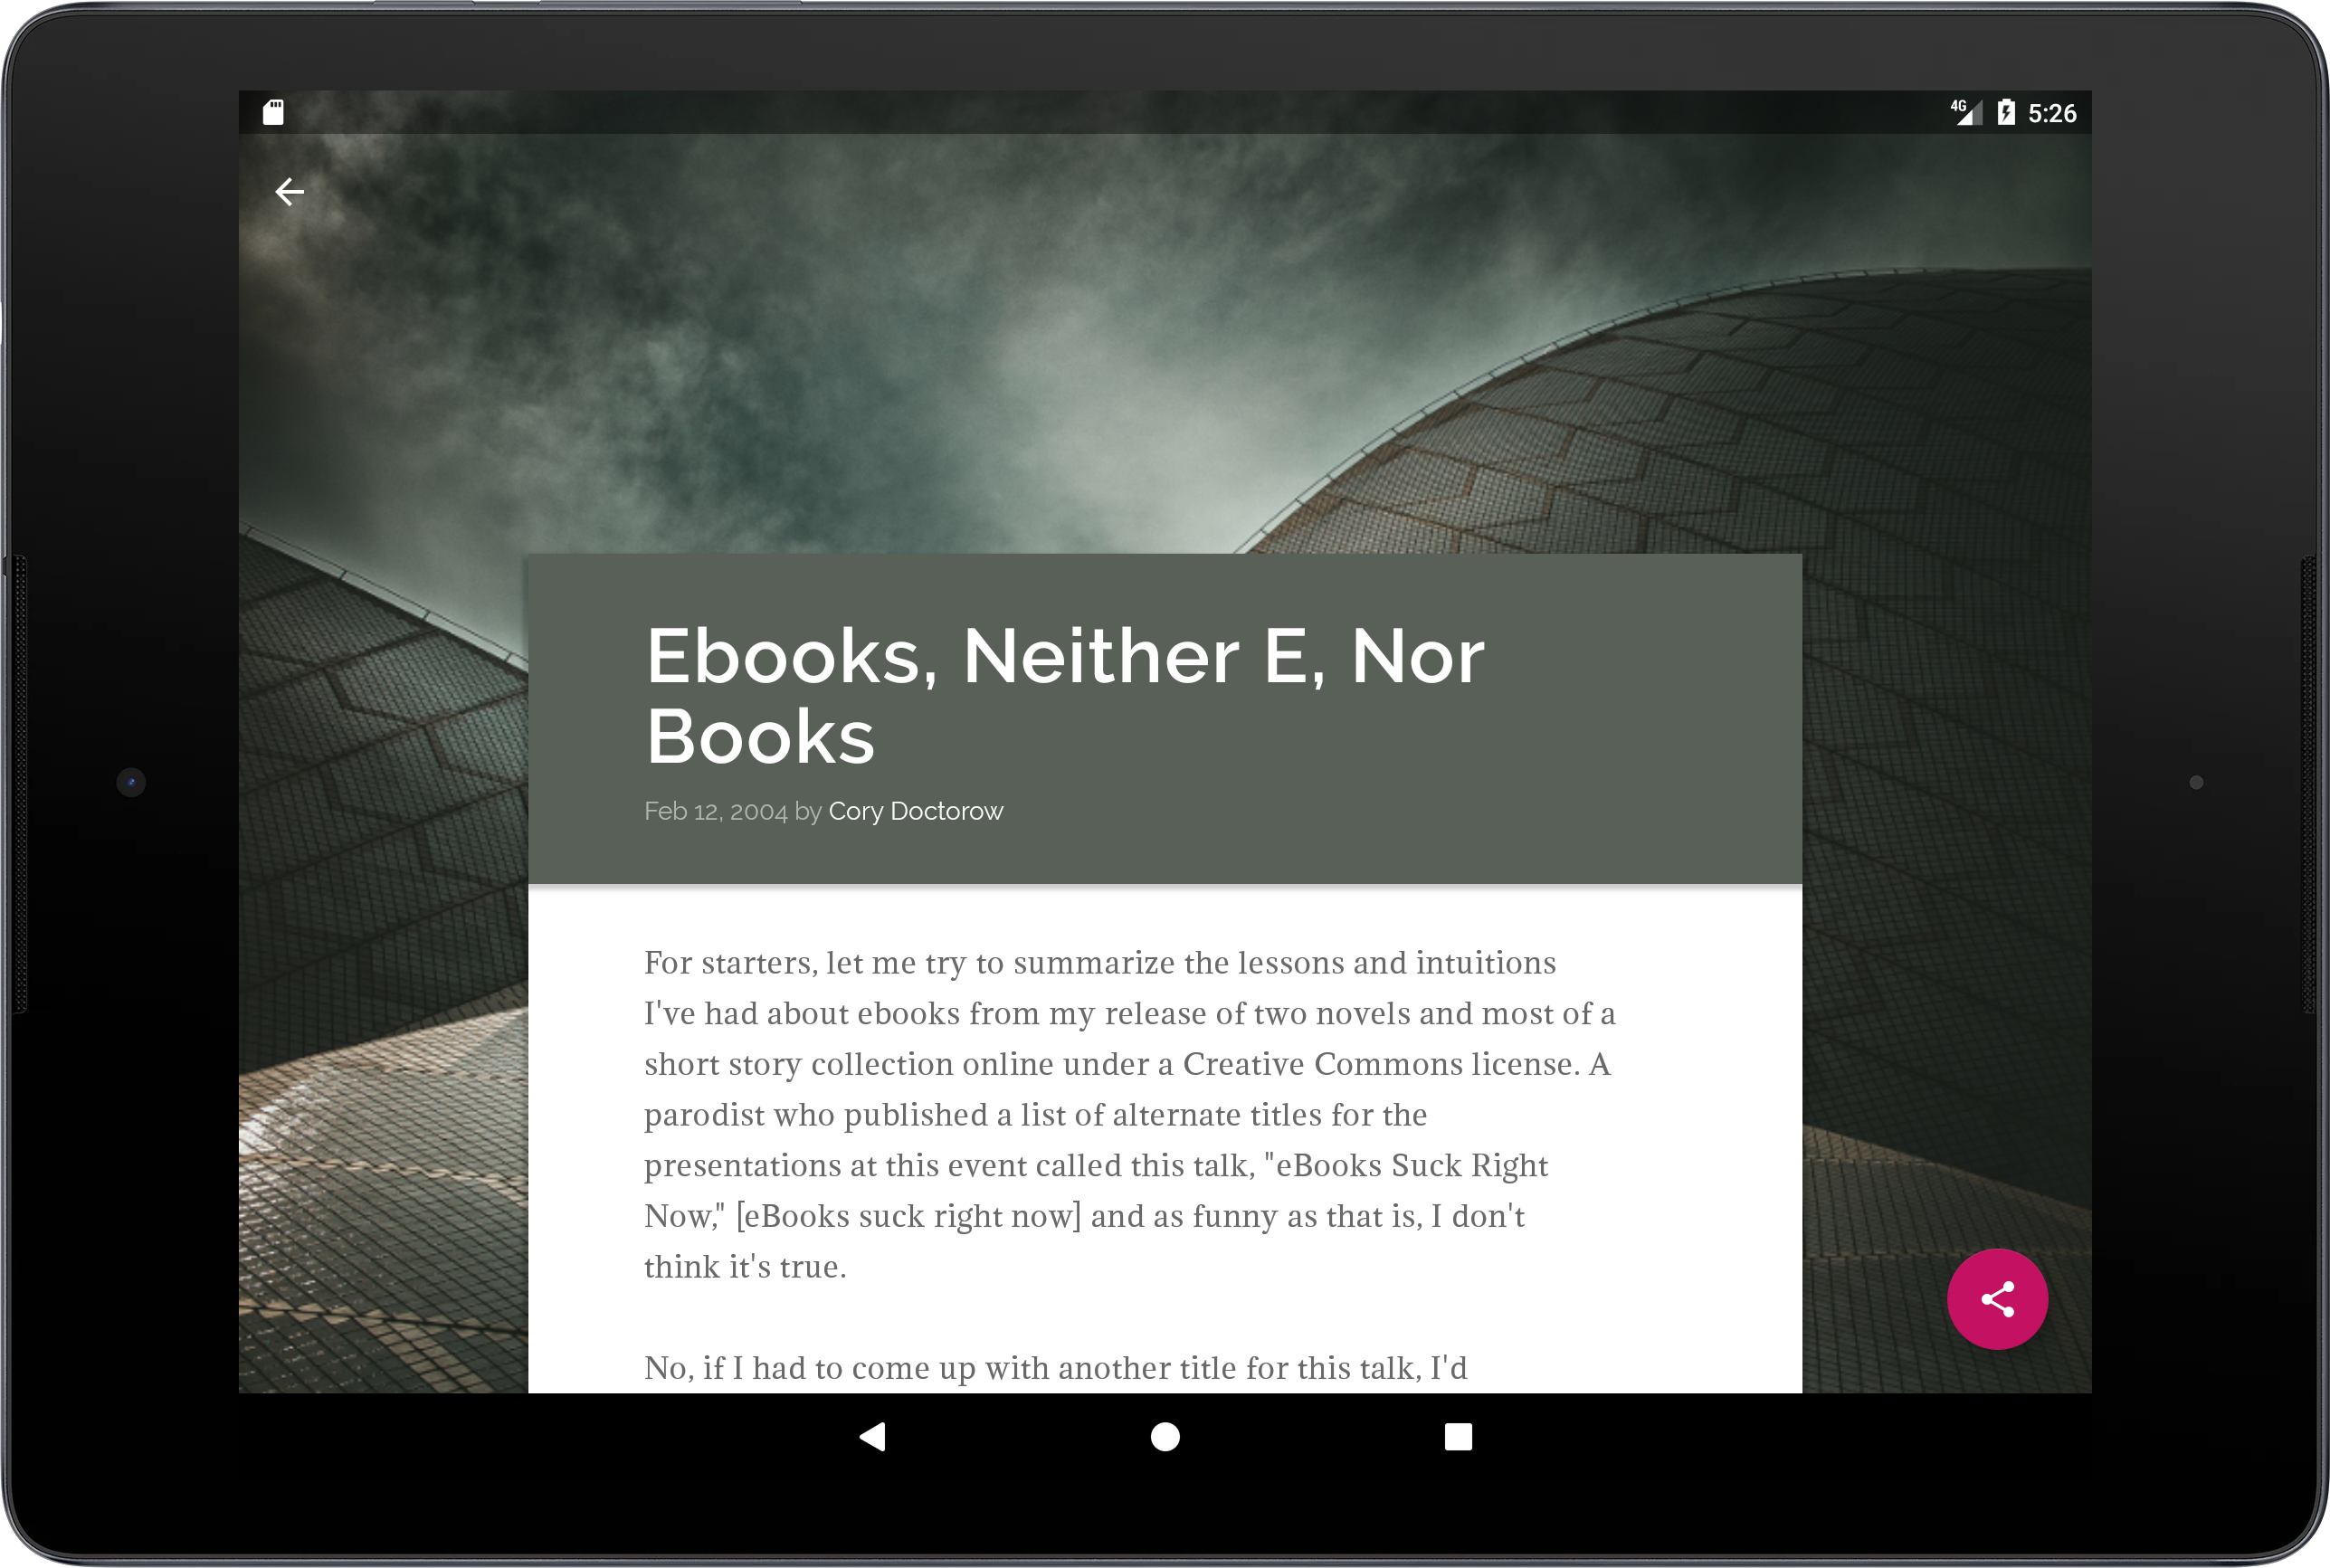 4G 5:26
Ebooks, Neither E, Nor
Books
Feb 12, 2004 by Cory Doctorow
For starters, let me try to summarize the lessons and intuitions
I've had about ebooks from my release of two novels and most of a
short story collection online under a Creative Commons license. A
parodist who published a list of alternate titles for the
presentations at this event called this talk, "eBooks Suck Right
Now," [eBooks suck right now] and as funny as that is, I don't
think it's true.
No, if I had to come up with another title for this talk, I'd